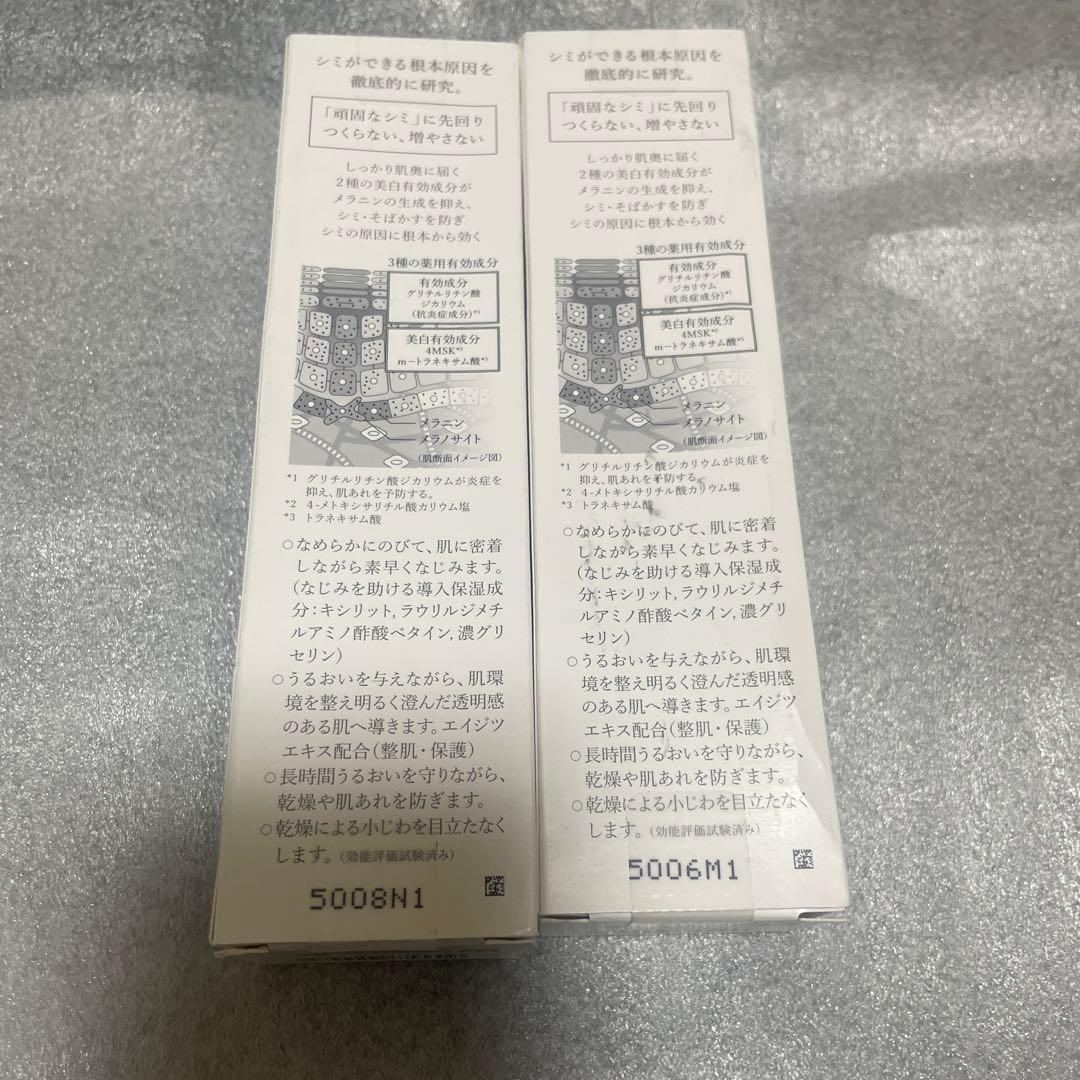 シミができる根本原因を
徹底的に研究。
「頑固なシミ」に先回り
つくらない、増やさない
しっかり肌奥に届く
2種の美白有効成分が
メラニンの生成を抑え、
シミ・そばかすを防ぎ
シミの原因に根本から効く
3種の薬用有効成分
有効成分
グリチルリチン酸
ジカリウム
(抗炎症成分)*1
美白有効成分
4MSK*2
m-トラネキサム酸*3
メラニン
メラノサイト
(肌断面イメージ図)
*1 グリチルリチン酸ジカリウムが炎症を
抑え、肌あれを予防する。
*2 4-メトキシサリチル酸カリウム塩
*3 トラネキサム酸
○なめらかにのびて、肌に密着
しながら素早くなじみます。
(なじみを助ける導入保湿成
分:キシリット,ラウリルジメチ
ルアミノ酢酸ベタイン,濃グリ
セリン)
○うるおいを与えながら、肌環
境を整え明るく澄んだ透明感
のある肌へ導きます。エイジツ
エキス配合(整肌・保護)
○長時間うるおいを守りながら、
乾燥や肌あれを防ぎます。
○乾燥による小じわを目立たなく
します。(効能評価試験済み)
5008N1
シミができる根本原因を
徹底的に研究。
「頑固なシミ」に先回り
つくらない、増やさない
しっかり肌奥に届く
2種の美白有効成分が
メラニンの生成を抑え、
シミ・そばかすを防ぎ
シミの原因に根本から効く
3種の薬用有効成分
有効成分
グリチルリチン酸
ジカリウム
(抗炎症成分)*1
美白有効成分
4MSK*2
m-トラネキサム酸*3
メラニン
メラノサイト
(肌断面イメージ図)
*1 グリチルリチン酸ジカリウムが炎症を
抑え、肌あれを予防する。
*2 4-メトキシサリチル酸カリウム塩
*3 トラネキサム酸
○なめらかにのびて、肌に密着
しながら素早くなじみます。
(なじみを助ける導入保湿成
分:キシリット,ラウリルジメチ
ルアミノ酢酸ベタイン,濃グリ
セリン)
○うるおいを与えながら、肌環
境を整え明るく澄んだ透明感
のある肌へ導きます。エイジツ
エキス配合(整肌・保護)
○長時間うるおいを守りながら、
乾燥や肌あれを防ぎます。
○乾燥による小じわを目立たなく
します。(効能評価試験済み)
5006M1